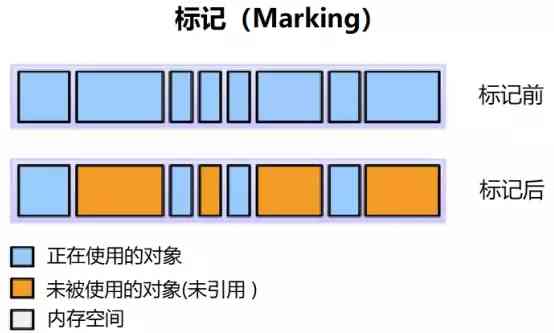 标记（Marking）
标记前
标记后
正在使用的对象
未被使用的对象(未引用 )
内存空间